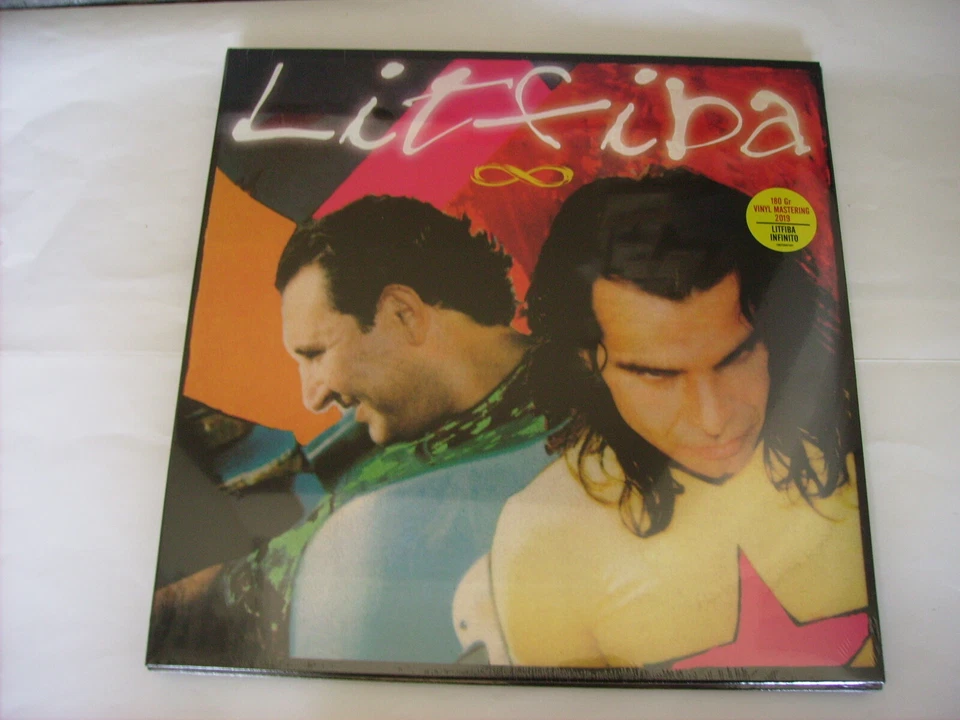 Litfiba
∞
180 Gr
VINYL MASTERING
2019
LITFIBA
INFINITO